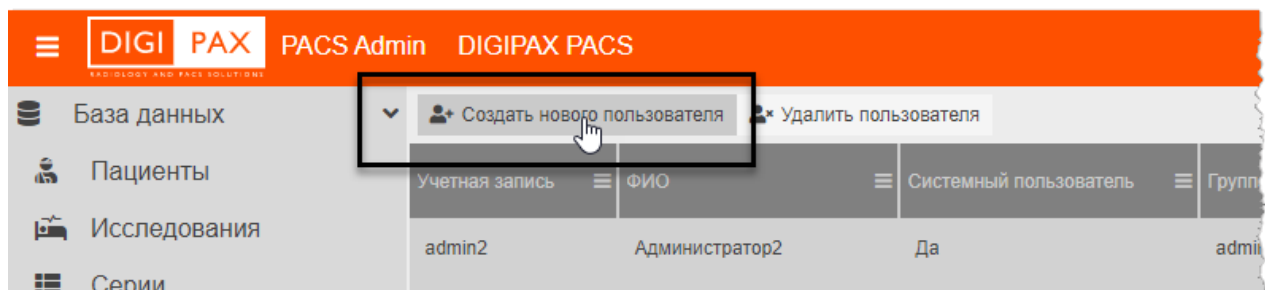 DIGI PAX PACS Admin DIGIPAX PACS
RADIOLOGY AND PACS SOLUTIONS
База данных
Создать нового пользователя Удалить пользователя
Пациенты
Учетная запись ФИО Системный пользователь
Исследования
admin2 Администратор2 Да
Серии